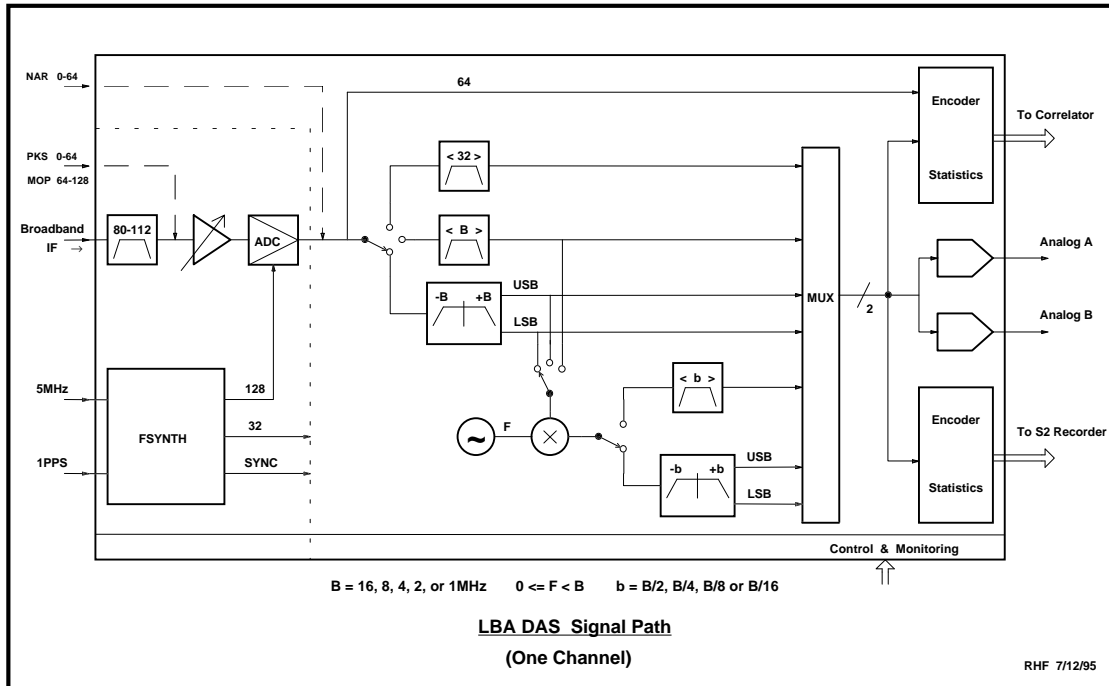 NAR 0-64
64
Encoder
To Correlator
Statistics
PKS 0-64
MOP 64-128
< 32 >
Broadband
IF →
80-112
ADC
< B >
-B +B
USB
LSB
MUX
2
Analog A
Analog B
5MHz
128
FSYNTH
32
1PPS
SYNC
F
~
×
< b >
-b +b
USB
LSB
Encoder
To S2 Recorder
Statistics
Control & Monitoring
B = 16, 8, 4, 2, or 1MHz 0 <= F < B b = B/2, B/4, B/8 or B/16
LBA DAS Signal Path
(One Channel)
RHF 7/12/95